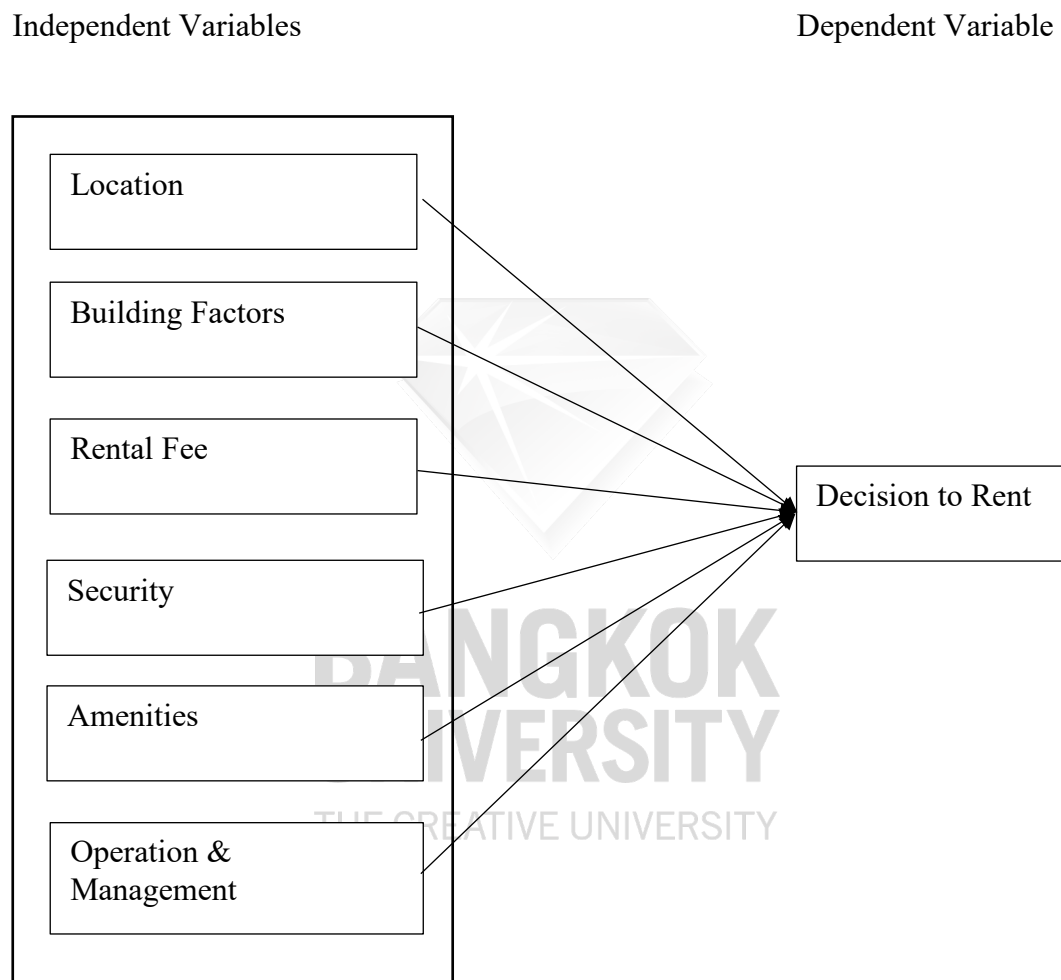 Independent Variables
Dependent Variable
Location
Building Factors
Rental Fee
Decision to Rent
Security
Amenities
Operation &
Management
BANGKOK
UNIVERSITY
THE CREATIVE UNIVERSITY